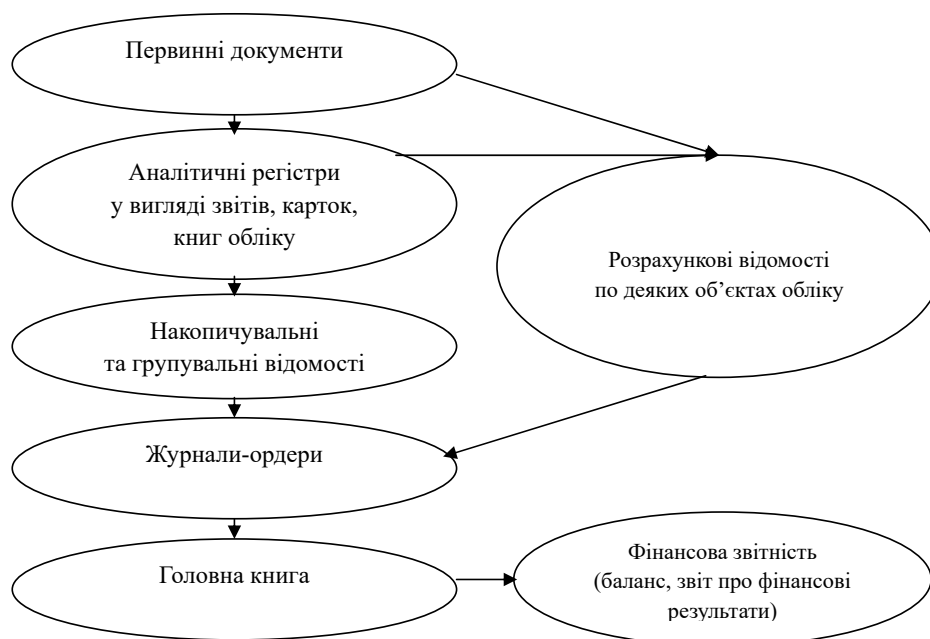 Первинні документи
Аналітичні регістри
у вигляді звітів, карток,
книг обліку
Розрахункові відомості
по деяких об’єктах обліку
Накопичувальні
та групувальні відомості
Журнали-ордери
Головна книга
Фінансова звітність
(баланс, звіт про фінансові
результати)